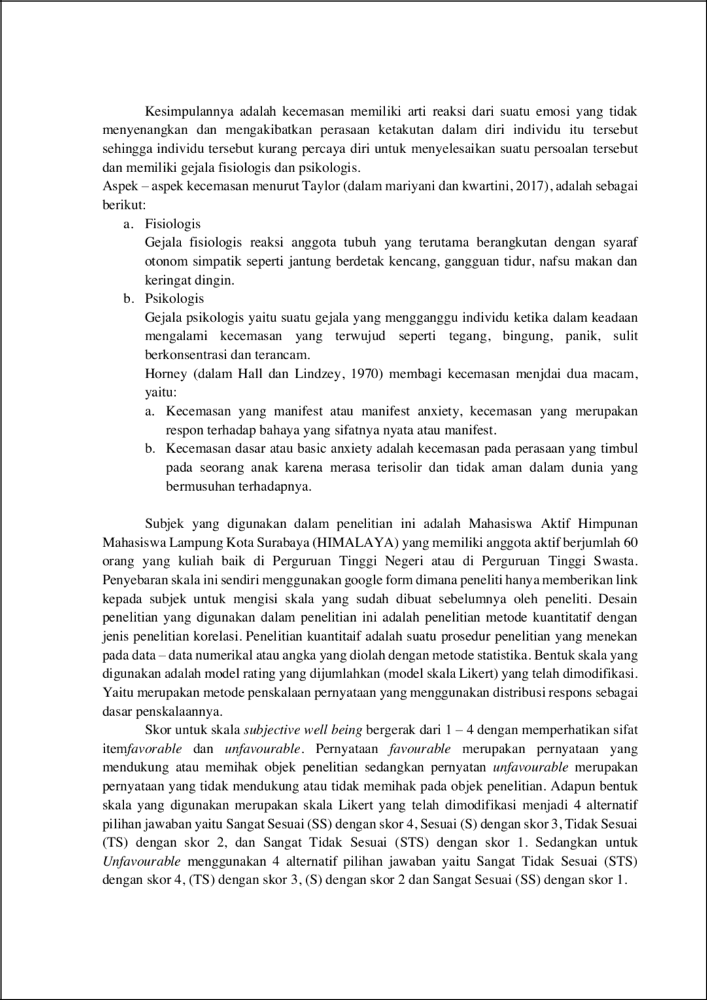 Kesimpulannya adalah kecemasan memiliki arti reaksi dari suatu emosi yang tidak
menyenangkan dan mengakibatkan perasaan ketakutan dalam diri individu itu tersebut
sehingga individu tersebut kurang percaya diri untuk menyelesaikan suatu persoalan tersebut
dan memiliki gejala fisiologis dan psikologis.
Aspek – aspek kecemasan menurut Taylor (dalam mariyani dan kwartini, 2017), adalah sebagai
berikut:
a. Fisiologis
Gejala fisiologis reaksi anggota tubuh yang terutama berangkutan dengan syaraf
otonom simpatik seperti jantung berdetak kencang, gangguan tidur, nafsu makan dan
keringat dingin.
b. Psikologis
Gejala psikologis yaitu suatu gejala yang mengganggu individu ketika dalam keadaan
mengalami kecemasan yang terwujud seperti tegang, bingung, panik, sulit
berkonsentrasi dan terancam.
Horney (dalam Hall dan Lindzey, 1970) membagi kecemasan menjdai dua macam,
yaitu:
a. Kecemasan yang manifest atau manifest anxiety, kecemasan yang merupakan
respon terhadap bahaya yang sifatnya nyata atau manifest.
b. Kecemasan dasar atau basic anxiety adalah kecemasan pada perasaan yang timbul
pada seorang anak karena merasa terisolir dan tidak aman dalam dunia yang
bermusuhan terhadapnya.
Subjek yang digunakan dalam penelitian ini adalah Mahasiswa Aktif Himpunan
Mahasiswa Lampung Kota Surabaya (HIMALAYA) yang memiliki anggota aktif berjumlah 60
orang yang kuliah baik di Perguruan Tinggi Negeri atau di Perguruan Tinggi Swasta.
Penyebaran skala ini sendiri menggunakan google form dimana peneliti hanya memberikan link
kepada subjek untuk mengisi skala yang sudah dibuat sebelumnya oleh peneliti. Desain
penelitian yang digunakan dalam penelitian ini adalah penelitian metode kuantitatif dengan
jenis penelitian korelasi. Penelitian kuantitaif adalah suatu prosedur penelitian yang menekan
pada data – data numerikal atau angka yang diolah dengan metode statistika. Bentuk skala yang
digunakan adalah model rating yang dijumlahkan (model skala Likert) yang telah dimodifikasi.
Yaitu merupakan metode penskalaan pernyataan yang menggunakan distribusi respons sebagai
dasar penskalaannya.
Skor untuk skala subjective well being bergerak dari 1 – 4 dengan memperhatikan sifat
itemfavorable dan unfavourable. Pernyataan favourable merupakan pernyataan yang
mendukung atau memihak objek penelitian sedangkan pernyatan unfavourable merupakan
pernyataan yang tidak mendukung atau tidak memihak pada objek penelitian. Adapun bentuk
skala yang digunakan merupakan skala Likert yang telah dimodifikasi menjadi 4 alternatif
pilihan jawaban yaitu Sangat Sesuai (SS) dengan skor 4, Sesuai (S) dengan skor 3, Tidak Sesuai
(TS) dengan skor 2, dan Sangat Tidak Sesuai (STS) dengan skor 1. Sedangkan untuk
Unfavourable menggunakan 4 alternatif pilihan jawaban yaitu Sangat Tidak Sesuai (STS)
dengan skor 4, (TS) dengan skor 3, (S) dengan skor 2 dan Sangat Sesuai (SS) dengan skor 1.